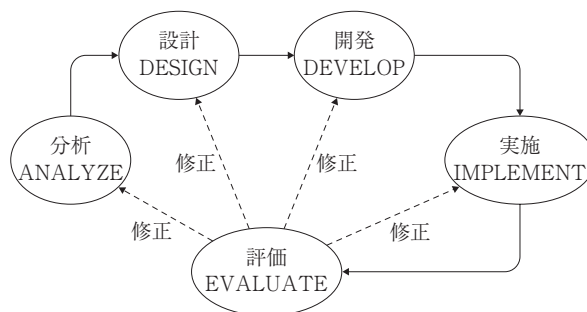 設計
DESIGN
開発
DEVELOP
分析
ANALYZE
修正
修正
実施
IMPLEMENT
修正
修正
評価
EVALUATE